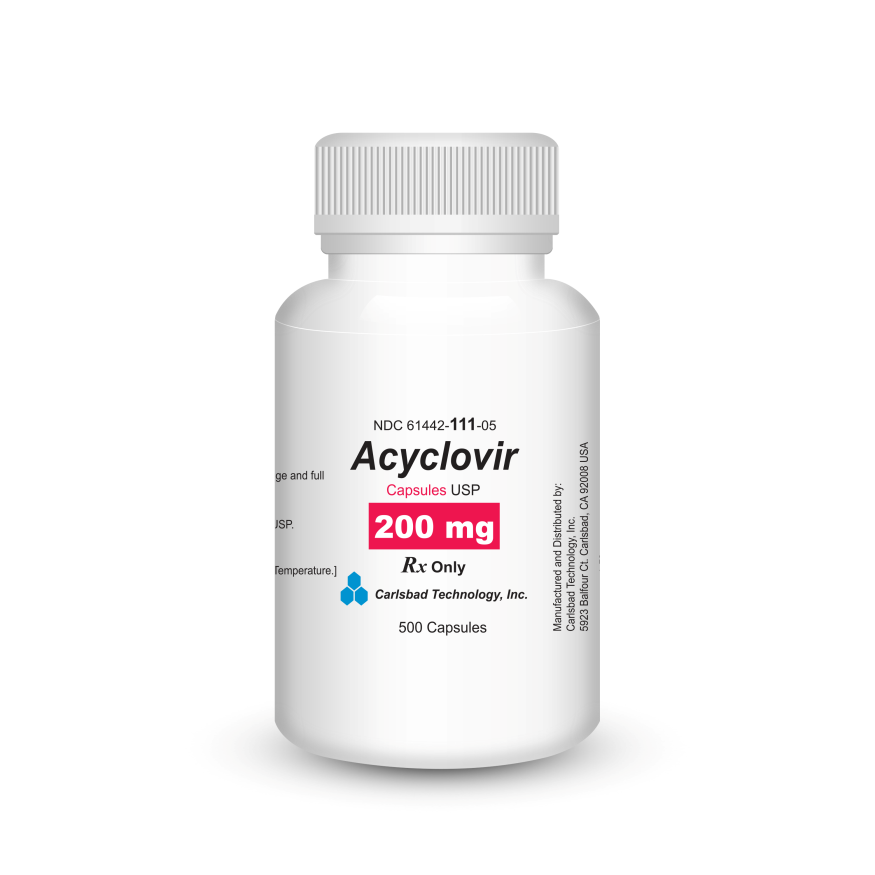 NDC 61442-111-05
Acyclovir
Capsules USP
200 mg
Rx Only
Carlsbad Technology, Inc.
500 Capsules
ge and full
USP.
Temperature.]
Manufactured and Distributed by:
Carlsbad Technology, Inc.
5923 Balfour Ct. Carlsbad, CA 92008 USA